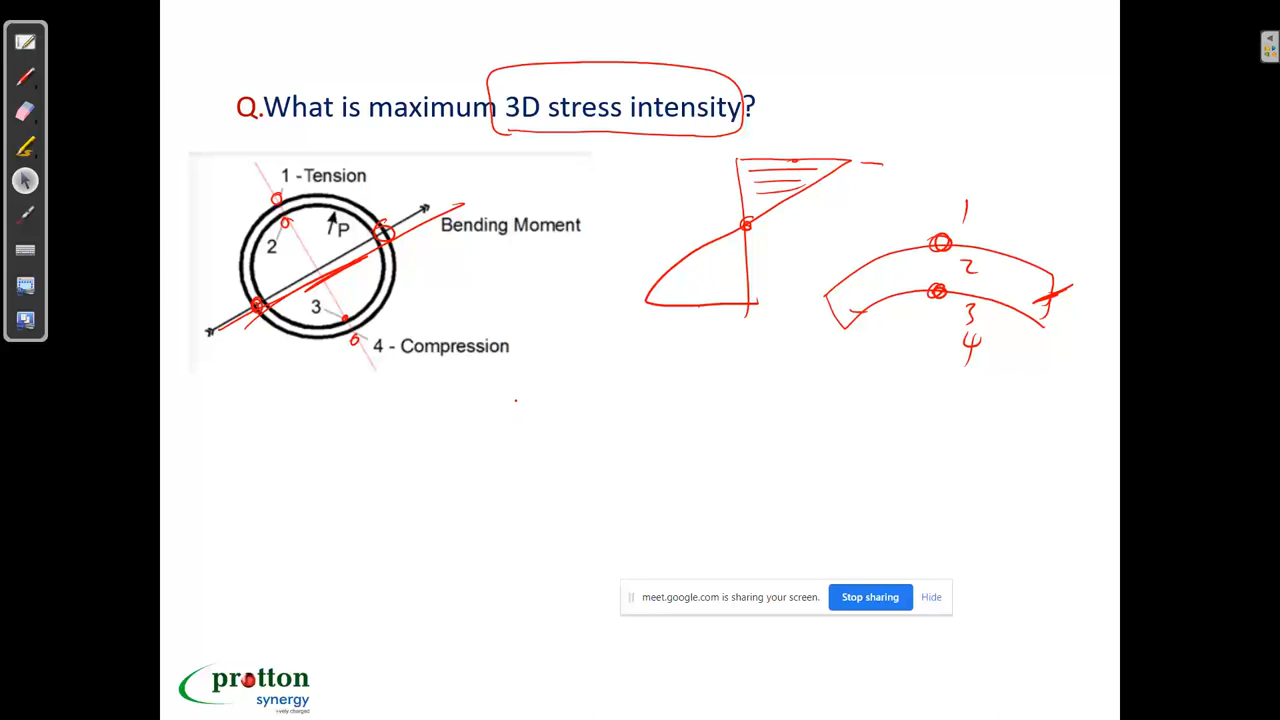 Q.What is maximum 3D stress intensity?
1 - Tension
P
2
Bending Moment
3
4 - Compression
1
2
3
4
meet.google.com is sharing your screen.
Stop sharing
Hide
protton
synergy